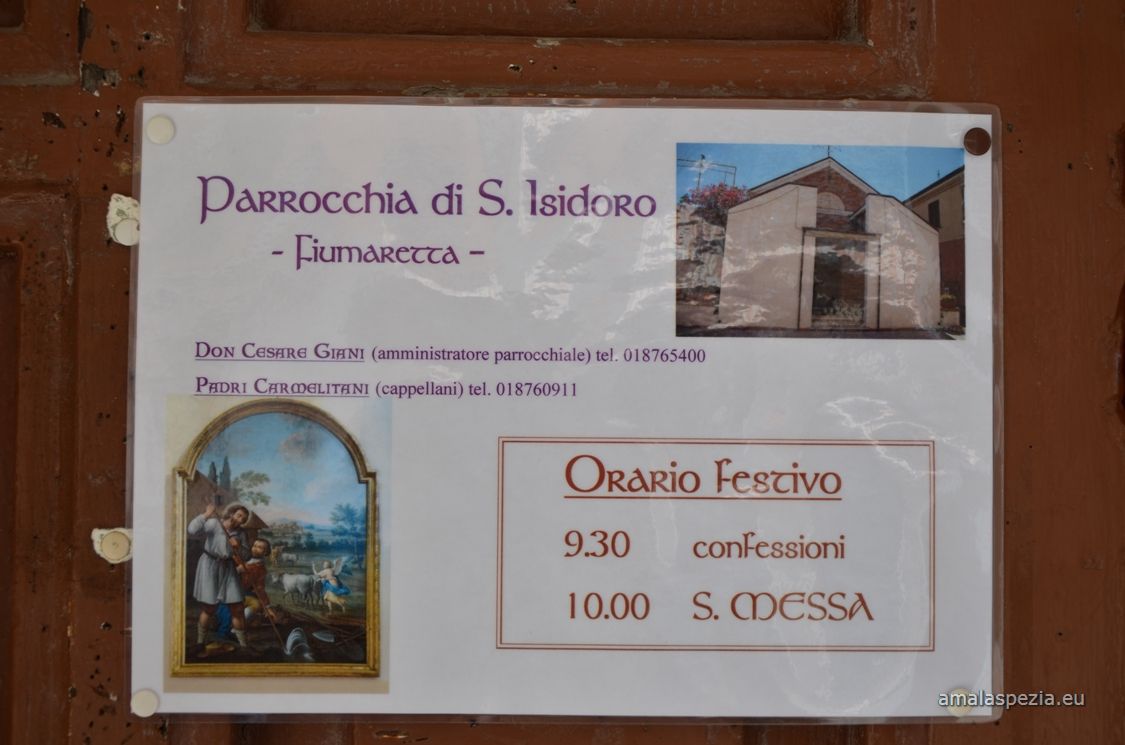 Parrocchia di S. Isidoro
- Fiumaretta -
Don Cesare Giani (amministratore parrocchiale) tel. 018765400
Padri Carmelitani (cappellani) tel. 018760911
Orario festivo
9.30 confessioni
10.00 S. MESSA
amalaspezia.eu